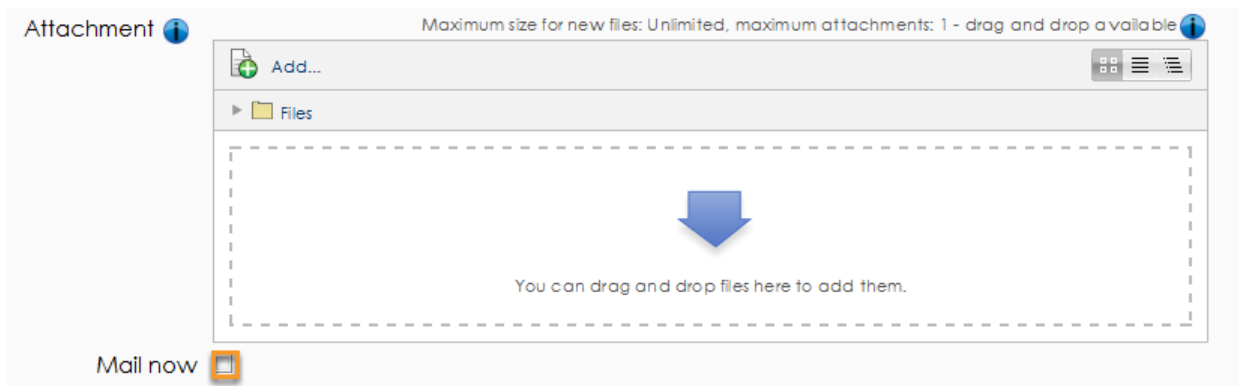 Attachment
Maximum size for new files: Unlimited, maximum attachments: 1 - drag and drop available
Add...
Files
You can drag and drop files here to add them.
Mail now